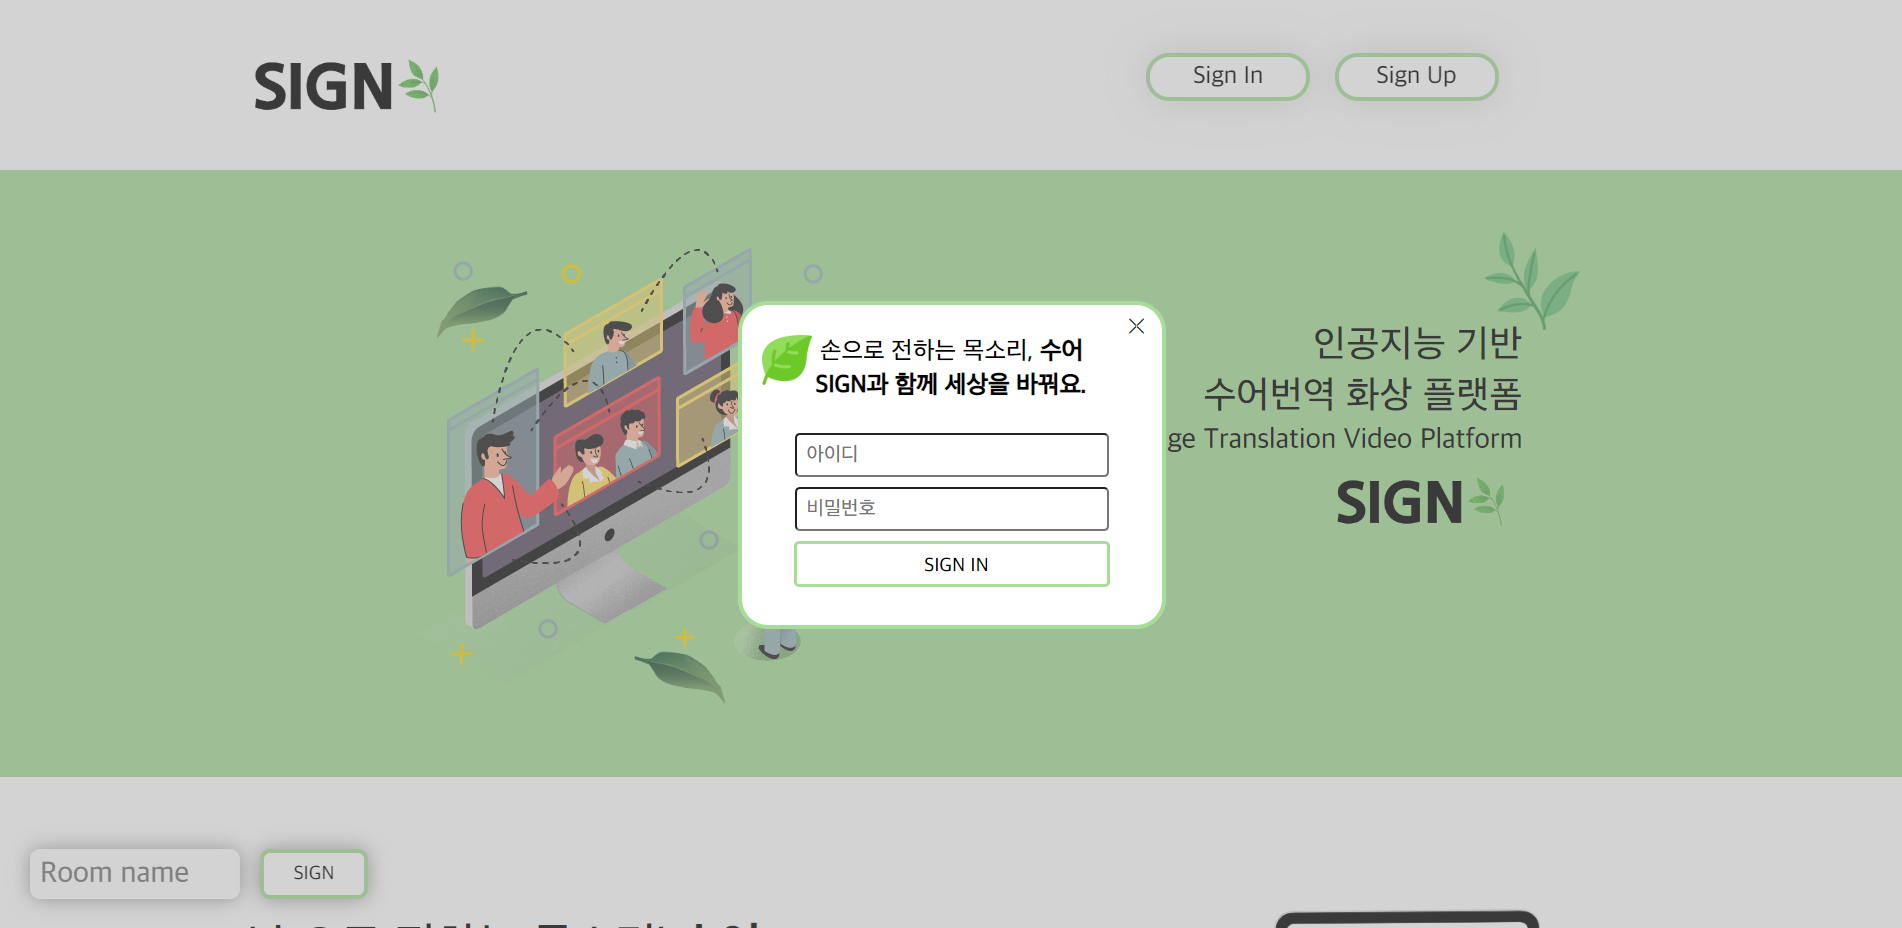 SIGN
Sign In
Sign Up
손으로 전하는 목소리, 수어
SIGN과 함께 세상을 바꿔요.
아이디
비밀번호
SIGN IN
인공지능 기반
수어번역 화상 플랫폼
ge Translation Video Platform
SIGN
Room name
SIGN